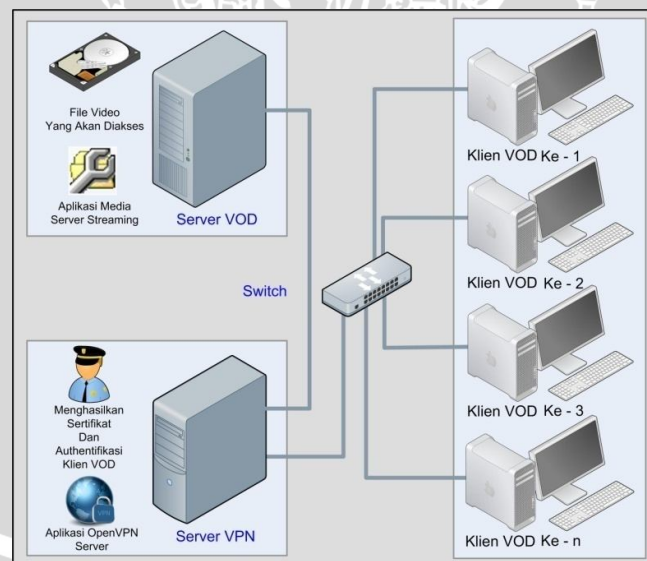 File Video
Yang Akan Diakses
Aplikasi Media
Server Streaming
Server VOD
Switch
Menghasilkan
Sertifikat
Dan
Authentifikasi
Klien VOD
VPN
Aplikasi OpenVPN
Server
Server VPN
Klien VOD Ke - 1
Klien VOD Ke - 2
Klien VOD Ke - 3
Klien VOD Ke - n